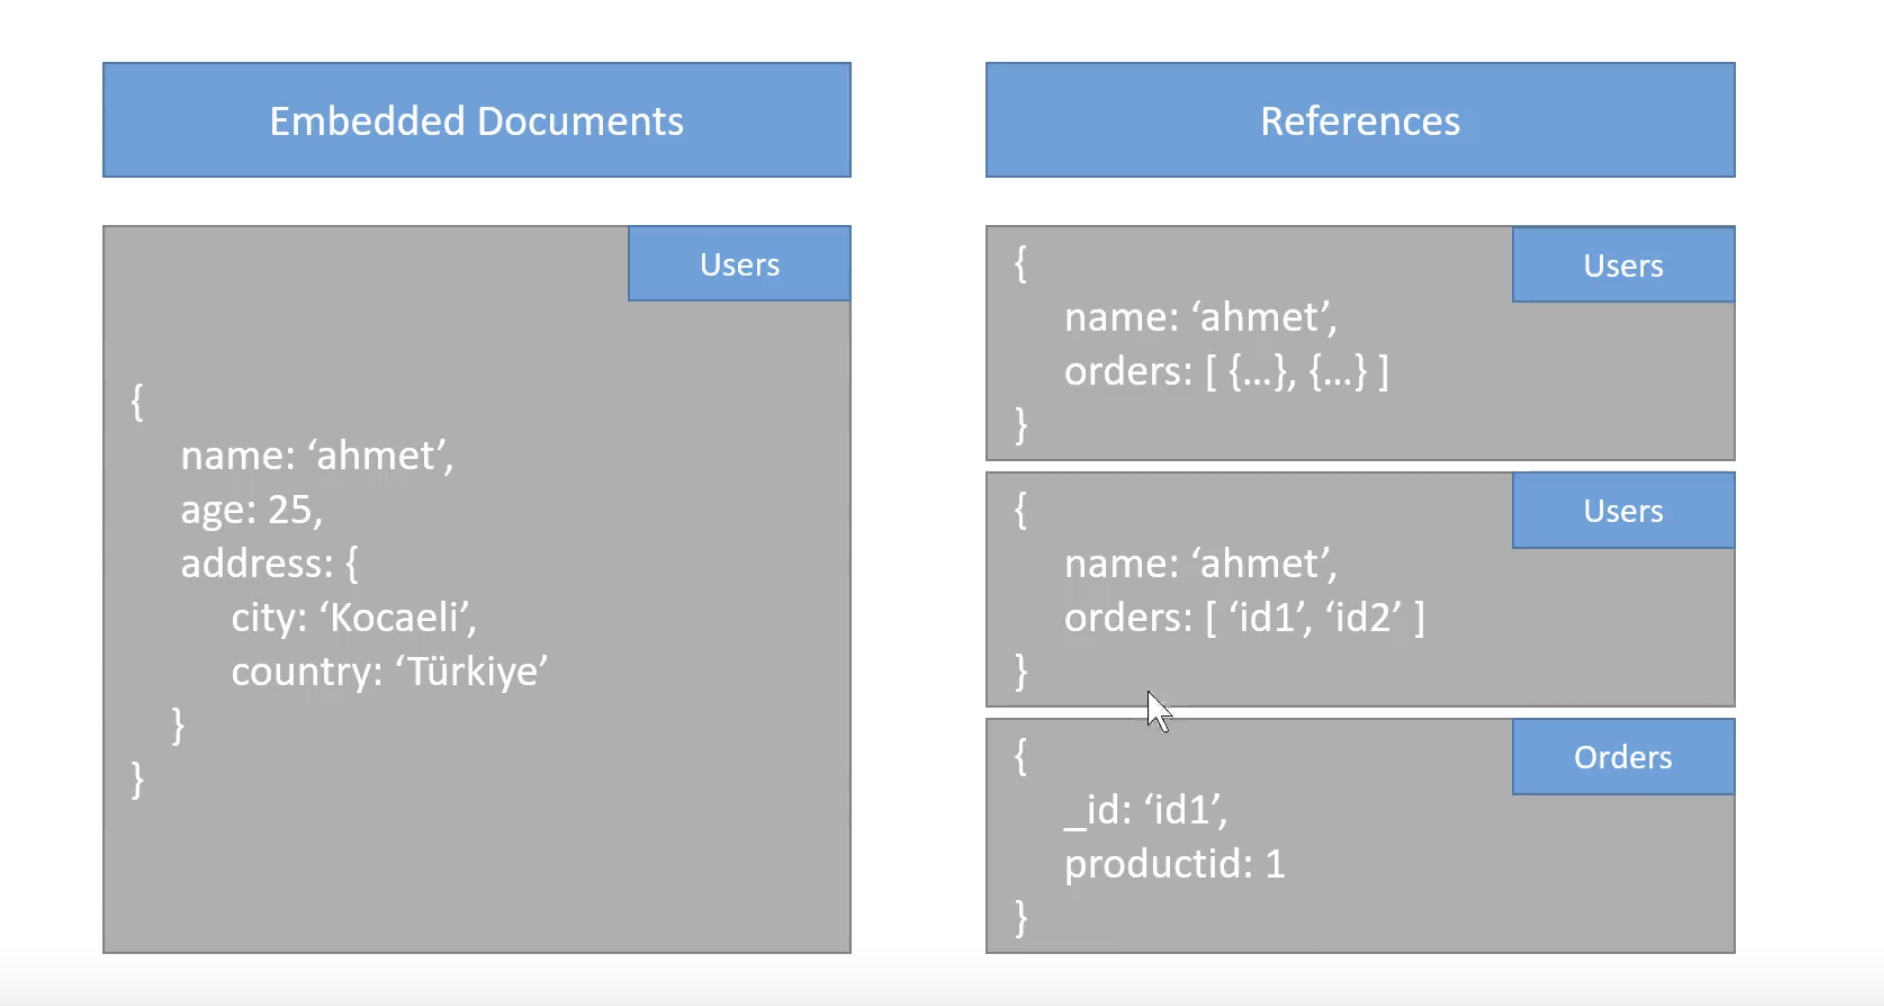 Embedded Documents
Users
{
name: ‘ahmet’,
age: 25,
address: {
city: ‘Kocaeli’,
country: ‘Türkiye’
}
}
References
Users
{
name: ‘ahmet’,
orders: [ {...}, {...} ]
}
Users
{
name: ‘ahmet’,
orders: [ ‘id1’, ‘id2’ ]
}
Orders
{
_id: ‘id1’,
productid: 1
}